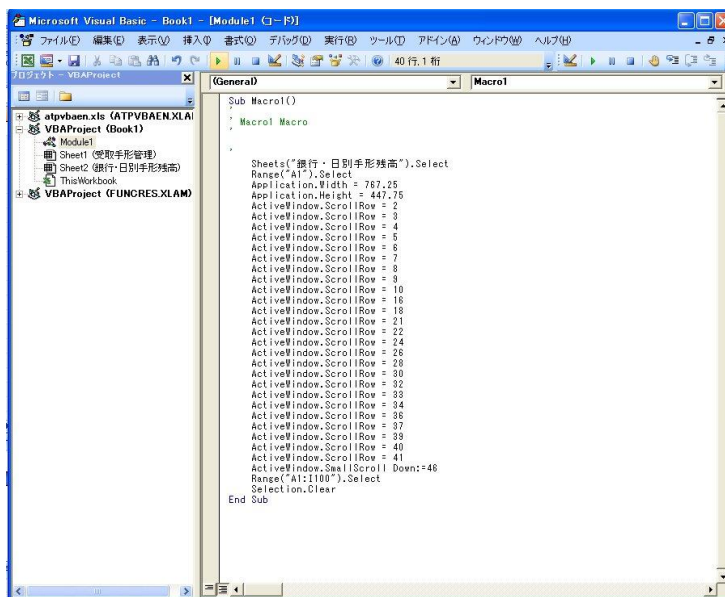 Microsoft Visual Basic - Book1 - [Module1 (コード)]
ファイル(F) 編集(E) 表示(V) 挿入(I) 書式(O) デバッグ(D) 実行(R) ツール(T) アドイン(A) ウィンドウ(W) ヘルプ(H)
40 行, 1 桁
プロジェクト - VBAProject
(General)
Macro1
atpvbaen.xls (ATPVBAEN.XLA
VBAProject (Book1)
Module1
Sheet1 (受取手形管理)
Sheet2 (銀行・日別手形残高)
ThisWorkbook
VBAProject (FUNCRES.XLAM)
Sub Macro1()
'
' Macro1 Macro
'
'
Sheets("銀行・日別手形残高").Select
Range("A1").Select
Application.Width = 767.25
Application.Height = 447.75
ActiveWindow.ScrollRow = 2
ActiveWindow.ScrollRow = 3
ActiveWindow.ScrollRow = 4
ActiveWindow.ScrollRow = 5
ActiveWindow.ScrollRow = 6
ActiveWindow.ScrollRow = 7
ActiveWindow.ScrollRow = 8
ActiveWindow.ScrollRow = 9
ActiveWindow.ScrollRow = 10
ActiveWindow.ScrollRow = 16
ActiveWindow.ScrollRow = 18
ActiveWindow.ScrollRow = 21
ActiveWindow.ScrollRow = 22
ActiveWindow.ScrollRow = 24
ActiveWindow.ScrollRow = 26
ActiveWindow.ScrollRow = 28
ActiveWindow.ScrollRow = 30
ActiveWindow.ScrollRow = 32
ActiveWindow.ScrollRow = 33
ActiveWindow.ScrollRow = 34
ActiveWindow.ScrollRow = 36
ActiveWindow.ScrollRow = 37
ActiveWindow.ScrollRow = 39
ActiveWindow.ScrollRow = 40
ActiveWindow.ScrollRow = 41
ActiveWindow.SmallScroll Down:=46
Range("A1:I100").Select
Selection.Clear
End Sub